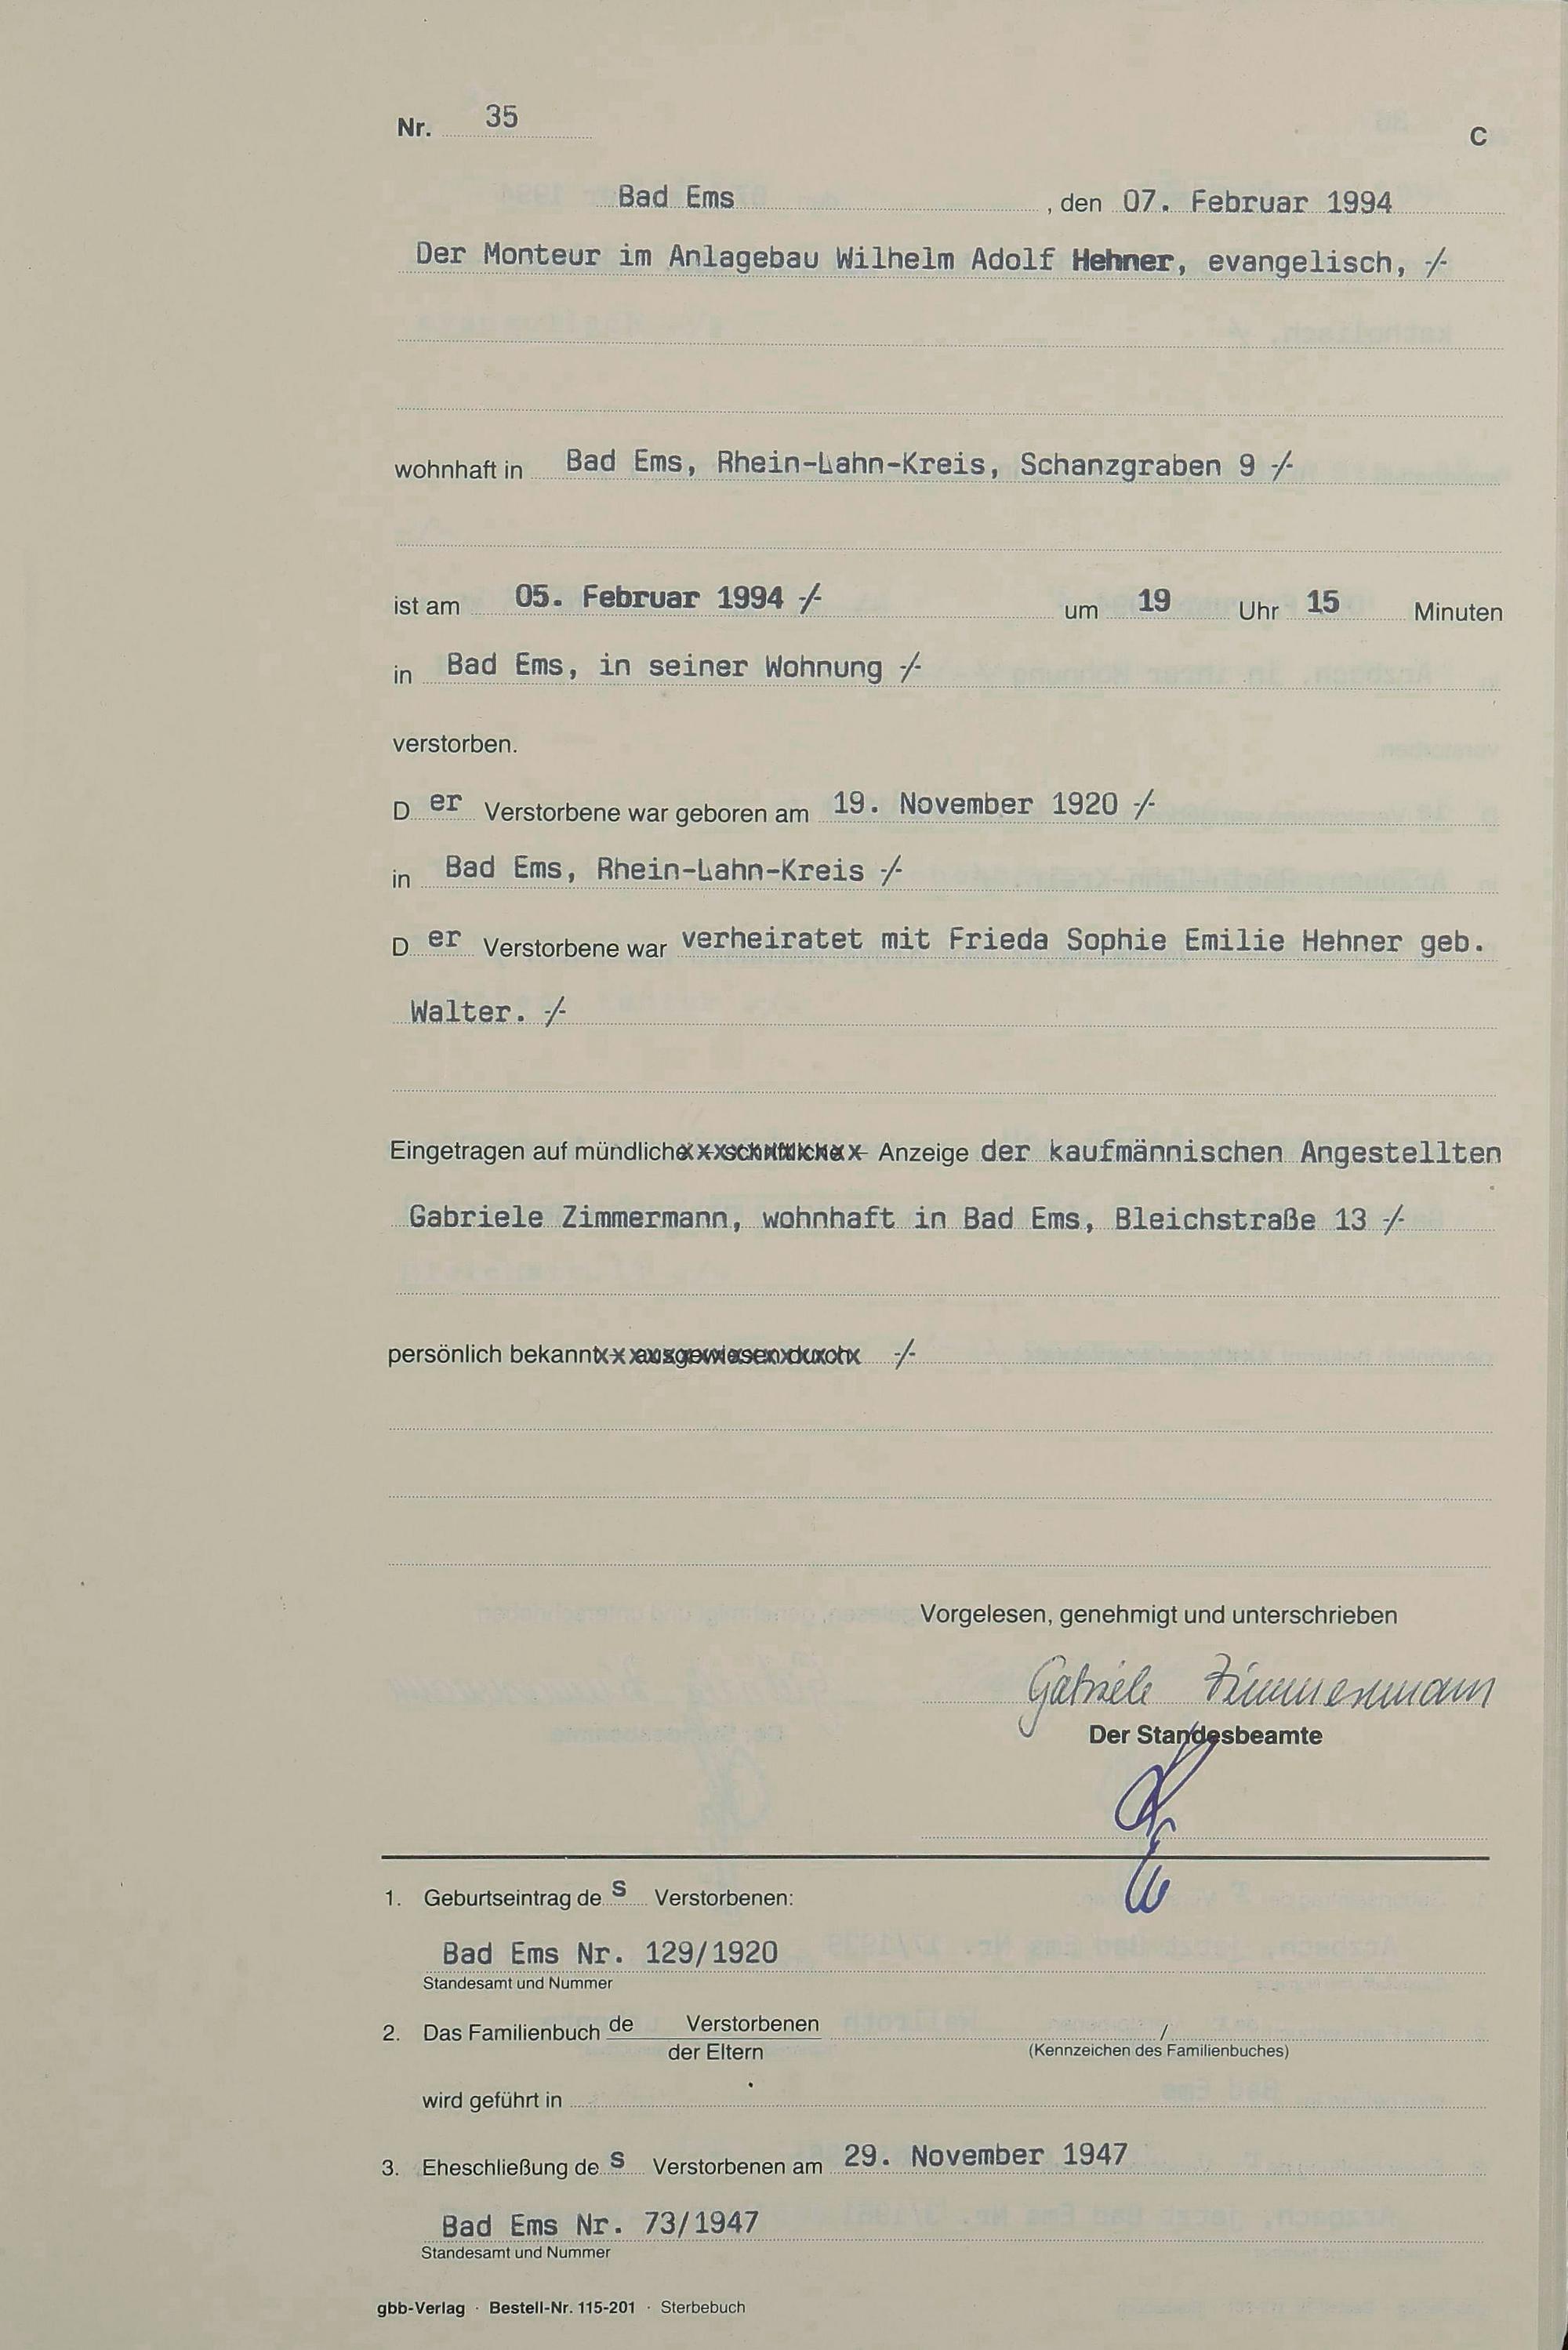 Nr. 35
C
Bad Ems, den 07. Februar 1994
Der Monteur im Anlagebau Wilhelm Adolf Hehner, evangelisch, -/-
wohnhaft in Bad Ems, Rhein-Lahn-Kreis, Schanzgraben 9 -/-
ist am 05. Februar 1994 -/- um 19 Uhr 15 Minuten
in Bad Ems, in seiner Wohnung -/-
verstorben.
D er Verstorbene war geboren am 19. November 1920 -/-
in Bad Ems, Rhein-Lahn-Kreis -/-
D er Verstorbene war verheiratet mit Frieda Sophie Emilie Hehner geb.
Walter. -/-
Eingetragen auf mündliche - schriftliche - Anzeige der kaufmännischen Angestellten
Gabriele Zimmermann, wohnhaft in Bad Ems, Bleichstraße 13 -/-
persönlich bekannt - ausgewiesen durch -/-
Vorgelesen, genehmigt und unterschrieben
Gabriele Zimmermann
Der Standesbeamte
1. Geburtseintrag de s Verstorbenen:
Bad Ems Nr. 129/1920
Standesamt und Nummer
2. Das Familienbuch de Verstorbenen /
der Eltern (Kennzeichen des Familienbuches)
wird geführt in
3. Eheschließung de s Verstorbenen am 29. November 1947
Bad Ems Nr. 73/1947
Standesamt und Nummer
gbb-Verlag · Bestell-Nr. 115-201 · Sterbebuch